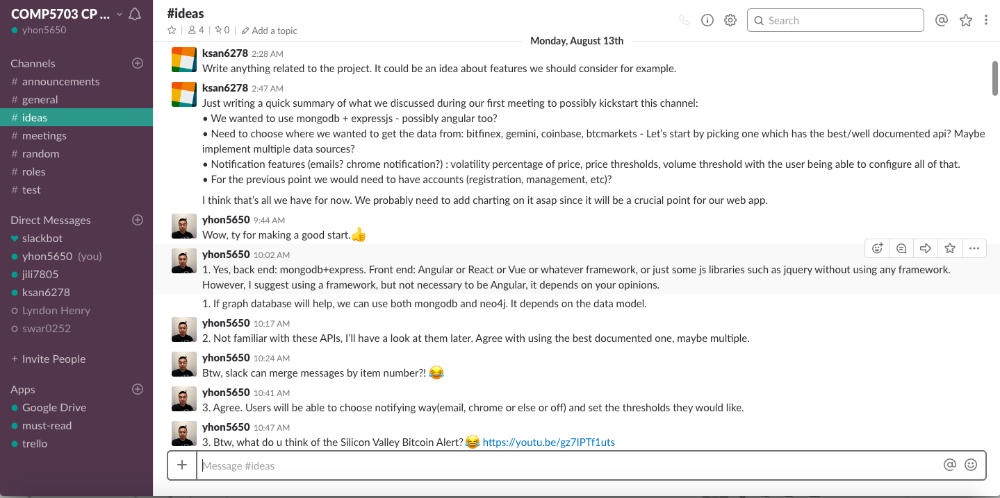 COMP5703 CP ...
yhon5650
Channels
# announcements
# general
# ideas
# meetings
# random
# roles
# test
Direct Messages
slackbot
yhon5650 (you)
jili7805
ksan6278
Lyndon Henry
swar0252
+ Invite People
Apps
Google Drive
must-read
trello
#ideas
4
0
Add a topic
Search
Monday, August 13th
ksan6278 2:28 AM
Write anything related to the project. It could be an idea about features we should consider for example.
ksan6278 2:47 AM
Just writing a quick summary of what we discussed during our first meeting to possibly kickstart this channel:
• We wanted to use mongodb + expressjs - possibly angular too?
• Need to choose where we wanted to get the data from: bitfinex, gemini, coinbase, btcmarkets - Let’s start by picking one which has the best/well documented api? Maybe
implement multiple data sources?
• Notification features (emails? chrome notification?) : volatility percentage of price, price thresholds, volume threshold with the user being able to configure all of that.
• For the previous point we would need to have accounts (registration, management, etc)?
I think that’s all we have for now. We probably need to add charting on it asap since it will be a crucial point for our web app.
yhon5650 9:44 AM
Wow, ty for making a good start.👍
yhon5650 10:02 AM
1. Yes, back end: mongodb+express. Front end: Angular or React or Vue or whatever framework, or just some js libraries such as jquery without using any framework.
However, I suggest using a framework, but not necessary to be Angular, it depends on your opinions.
1. If graph database will help, we can use both mongodb and neo4j. It depends on the data model.
yhon5650 10:17 AM
2. Not familiar with these APIs, I’ll have a look at them later. Agree with using the best documented one, maybe multiple.
yhon5650 10:24 AM
Btw, slack can merge messages by item number?! 😂
yhon5650 10:41 AM
3. Agree. Users will be able to choose notifying way(email, chrome or else or off) and set the thresholds they would like.
yhon5650 10:47 AM
3. Btw, what do u think of the Silicon Valley Bitcoin Alert?😂 https://youtu.be/gz7IPTf1uts
Message #ideas